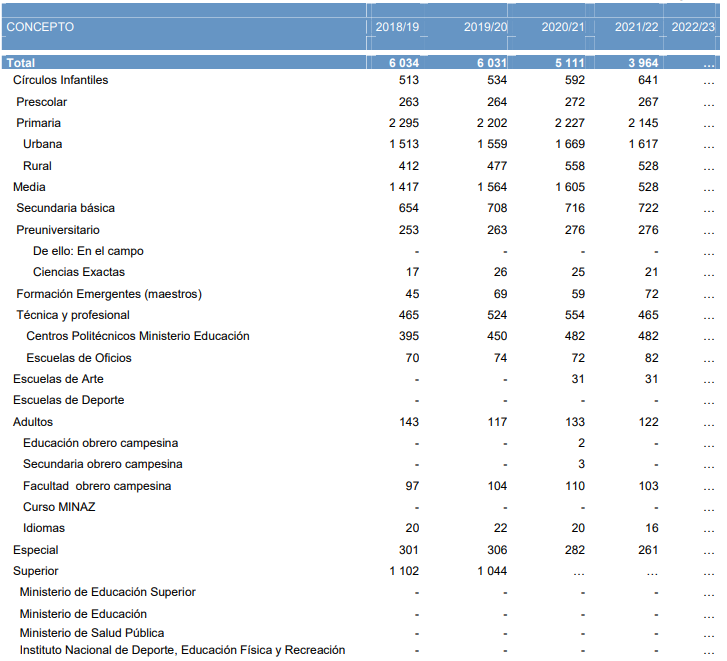 CONCEPTO 2018/19 2019/20 2020/21 2021/22 2022/23
Total 6 034 6 031 5 111 3 964 ...
Círculos Infantiles 513 534 592 641 ...
Prescolar 263 264 272 267 ...
Primaria 2 295 2 202 2 227 2 145 ...
Urbana 1 513 1 559 1 669 1 617 ...
Rural 412 477 558 528 ...
Media 1 417 1 564 1 605 528 ...
Secundaria básica 654 708 716 722 ...
Preuniversitario 253 263 276 276 ...
De ello: En el campo - - - - ...
Ciencias Exactas 17 26 25 21 ...
Formación Emergentes (maestros) 45 69 59 72 ...
Técnica y profesional 465 524 554 465 ...
Centros Politécnicos Ministerio Educación 395 450 482 482 ...
Escuelas de Oficios 70 74 72 82 ...
Escuelas de Arte - - 31 31 ...
Escuelas de Deporte - - - - ...
Adultos 143 117 133 122 ...
Educación obrero campesina - - 2 - ...
Secundaria obrero campesina - - 3 - ...
Facultad obrero campesina 97 104 110 103 ...
Curso MINAZ - - - - ...
Idiomas 20 22 20 16 ...
Especial 301 306 282 261 ...
Superior 1 102 1 044 ... ... ...
Ministerio de Educación Superior - - - - ...
Ministerio de Educación - - - - ...
Ministerio de Salud Pública - - - - ...
Instituto Nacional de Deporte, Educación Física y Recreación - - - - ...